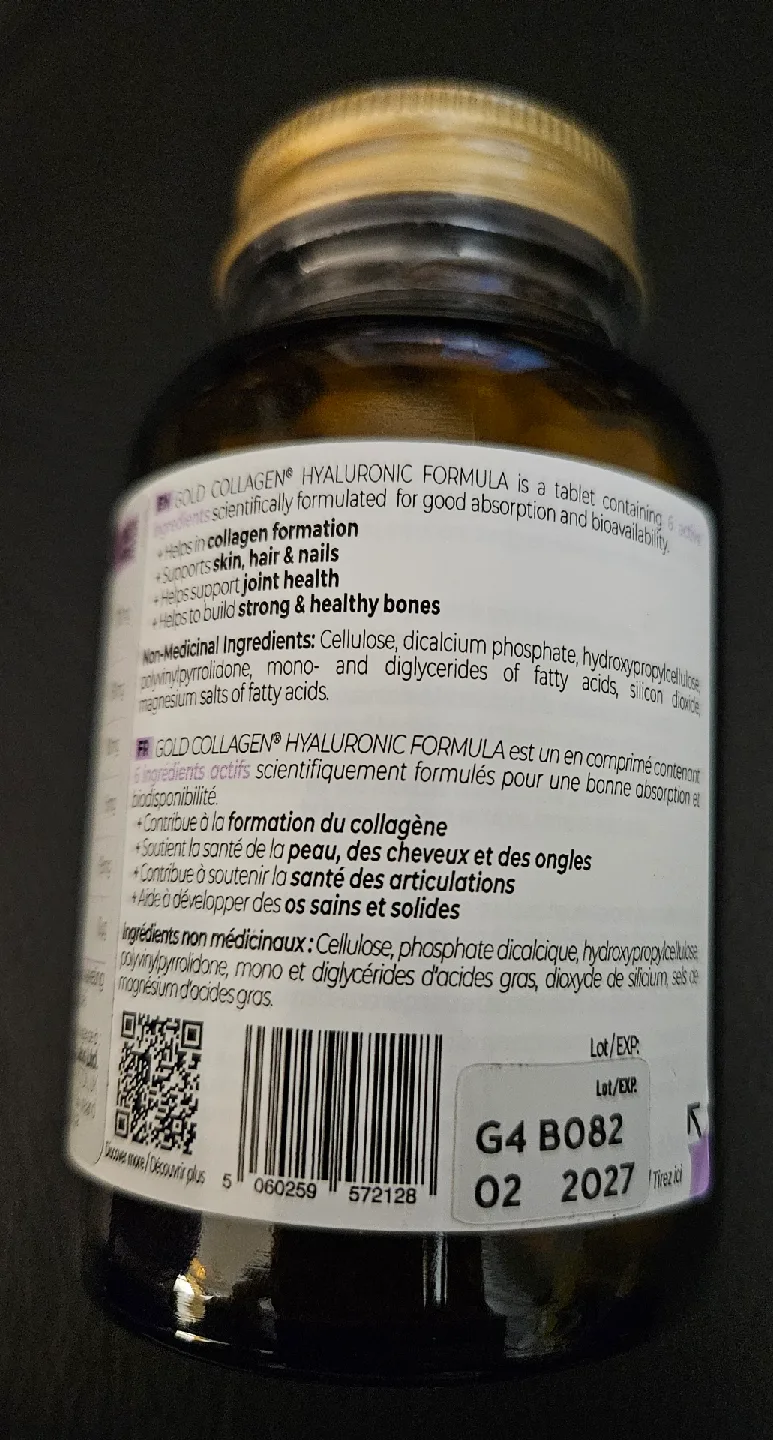 EN GOLD COLLAGEN® HYALURONIC FORMULA is a tablet containing 6 active
ingredients scientifically formulated for good absorption and bioavailability.
+Helps in collagen formation
+Supports skin, hair & nails
+Helps support joint health
+Helps to build strong & healthy bones
Non-Medicinal Ingredients: Cellulose, dicalcium phosphate, hydroxypropylcellulose,
polyvinylpyrrolidone, mono- and diglycerides of fatty acids, silicon dioxide,
magnesium salts of fatty acids.
FR GOLD COLLAGEN® HYALURONIC FORMULA est un en comprimé contenant
6 ingrédients actifs scientifiquement formulés pour une bonne absorption et
biodisponibilité.
+Contribue à la formation du collagène
+Soutient la santé de la peau, des cheveux et des ongles
+Contribue à soutenir la santé des articulations
+Aide à développer des os sains et solides
Ingrédients non médicinaux : Cellulose, phosphate dicalcique, hydroxypropylcellulose,
polyvinylpyrrolidone, mono et diglycérides d'acides gras, dioxyde de silicium, sels de
magnésium d'acides gras.
Lot/EXP:
Lot/EXP:
G4 B082
02 2027
Tirez ici
Discover more / Découvrir plus
5 060259 572128